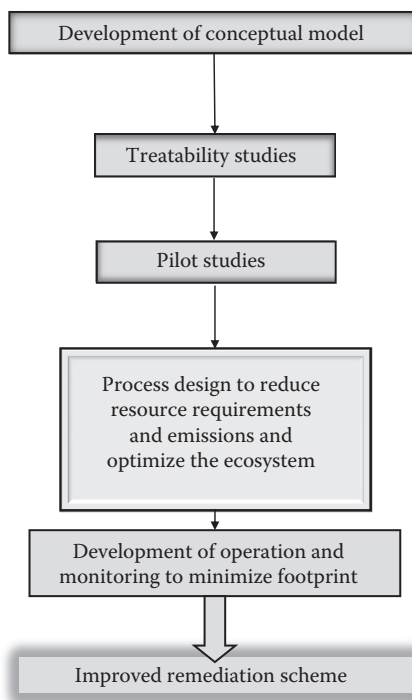 Development of conceptual model
Treatability studies
Pilot studies
Process design to reduce
resource requirements
and emissions and
optimize the ecosystem
Development of operation and
monitoring to minimize footprint
Improved remediation scheme